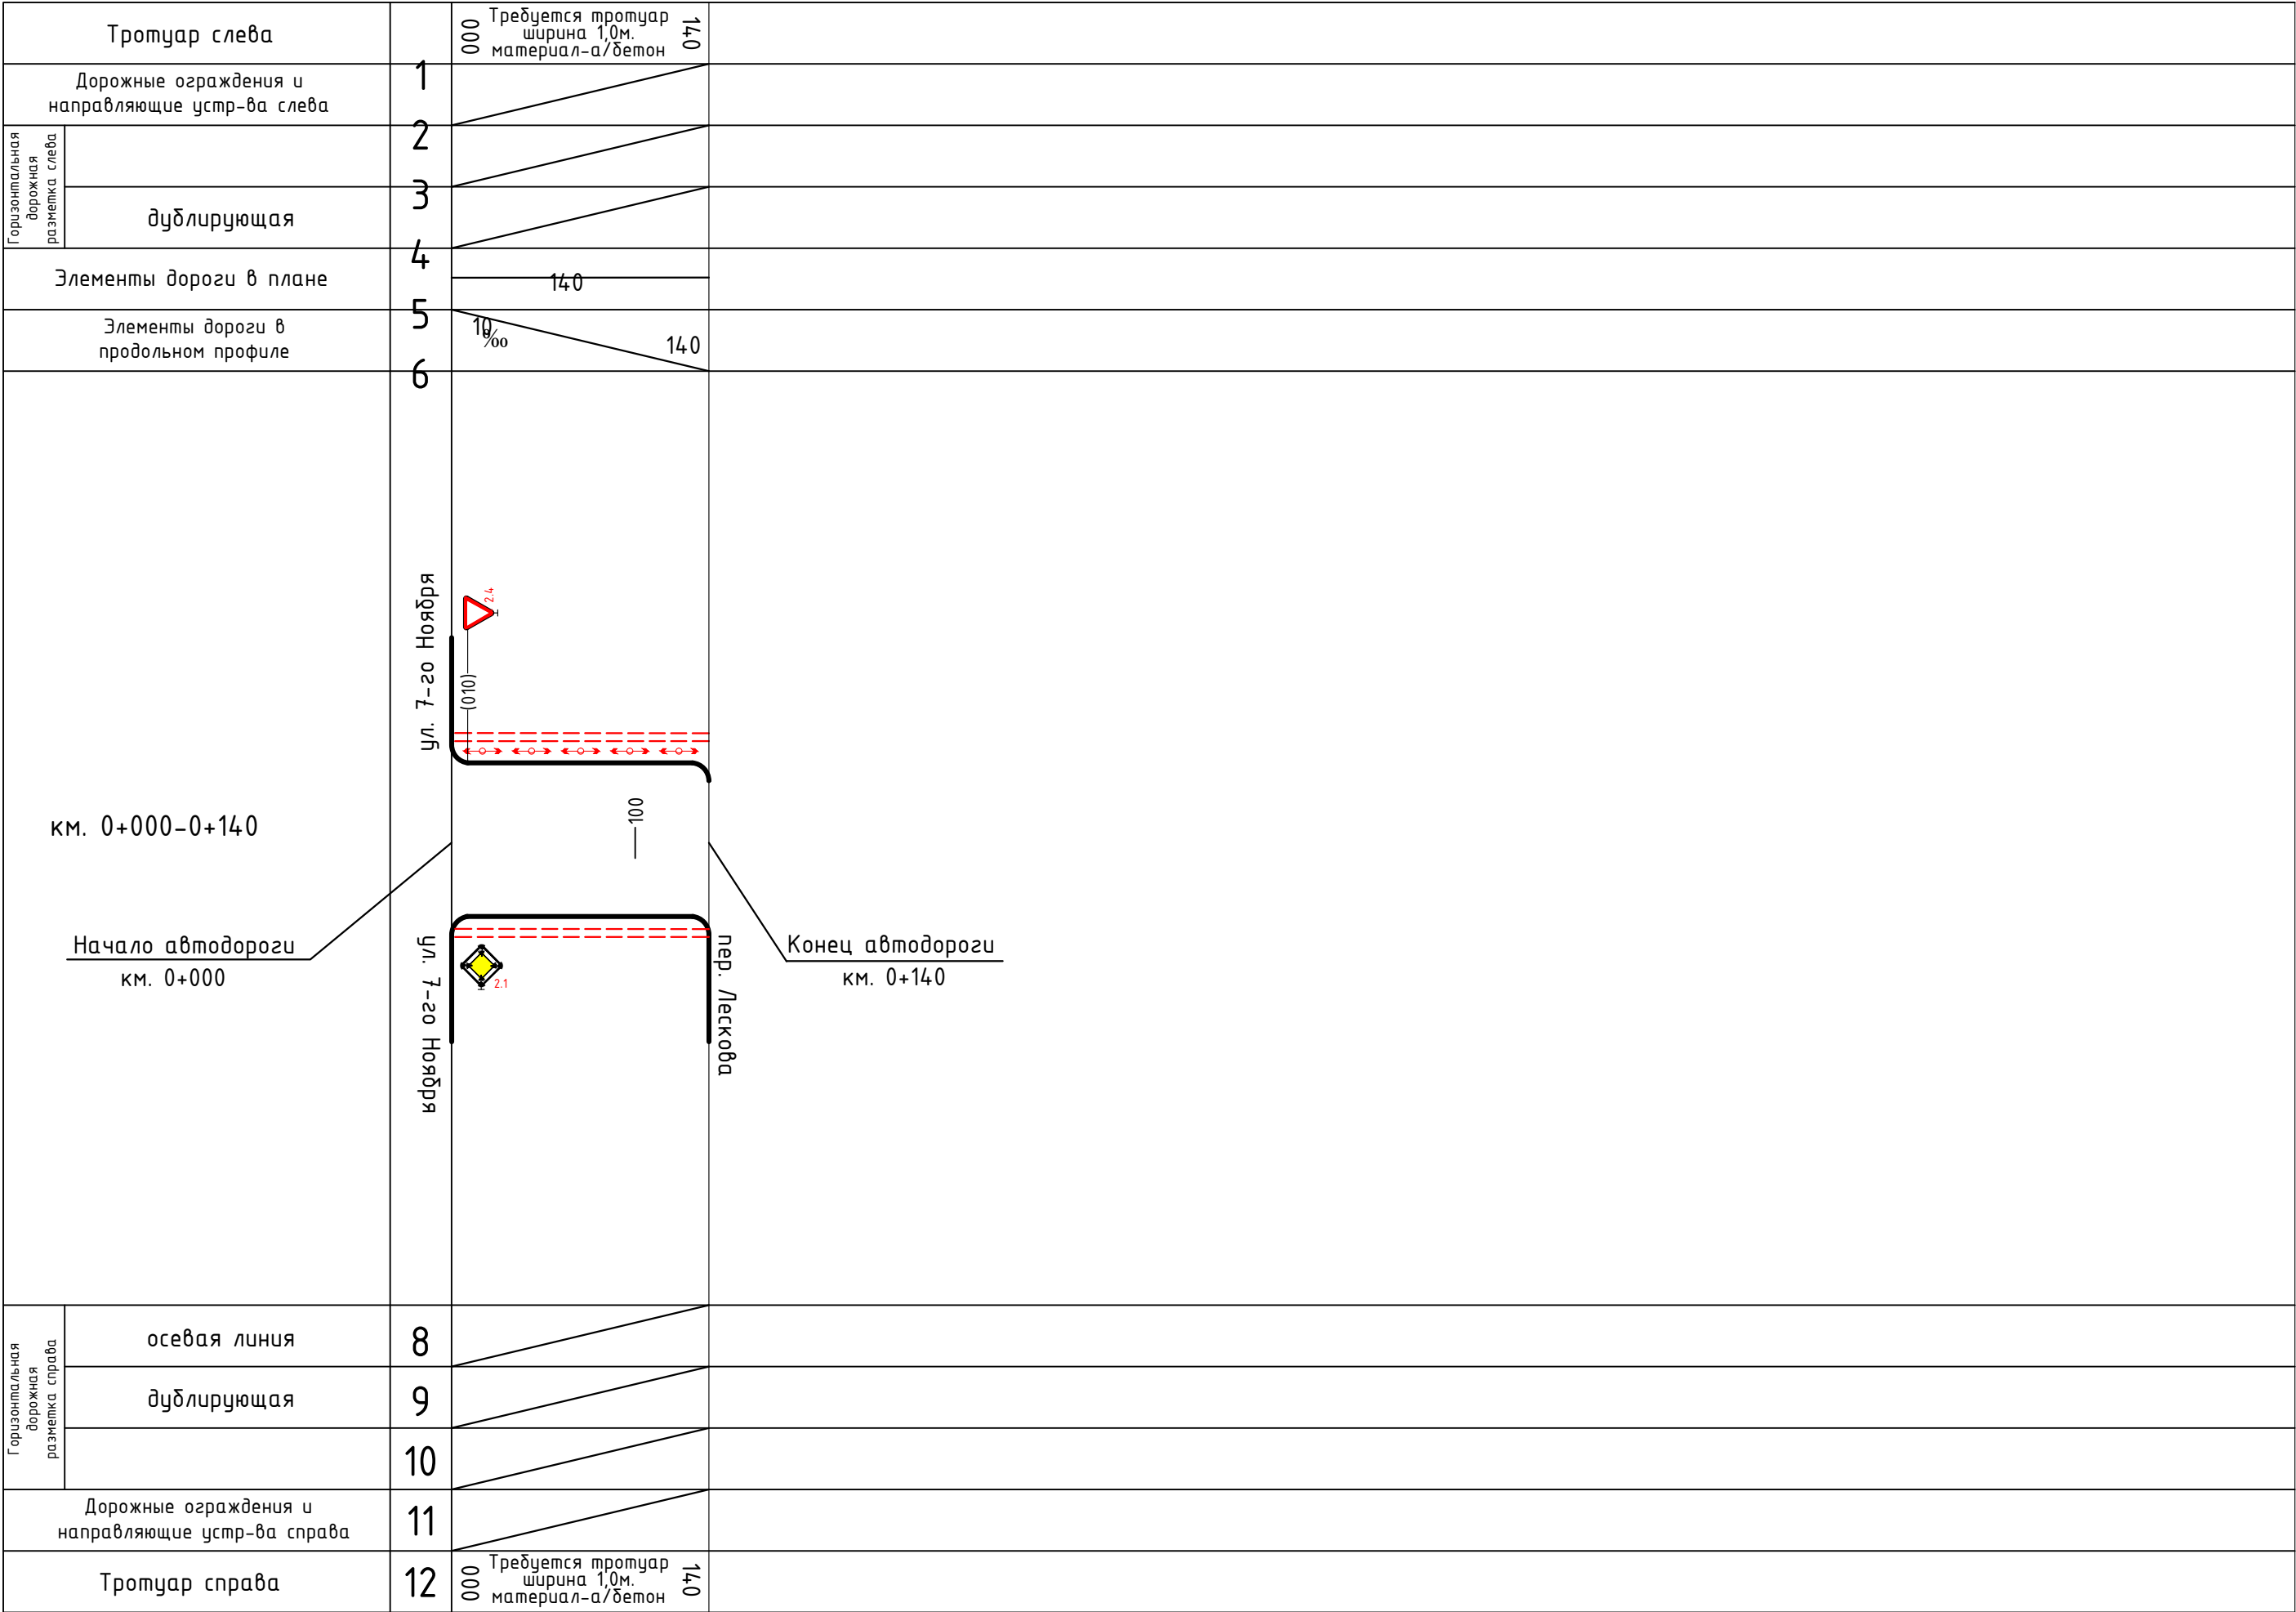 Тротуар слева
000
Требуется тротуар
ширина 1,0м.
материал-а/бетон
140
1
Дорожные ограждения и
направляющие устр-ва слева
2
Горизонтальная
дорожная
разметка слева
3
дублирующая
4
Элементы дороги в плане
140
5
Элементы дороги в
продольном профиле
10
‰
140
6
ул. 7-го Ноября
2.4
(010)
100
км. 0+000-0+140
Начало автодороги
км. 0+000
ул. 7-го Ноября
2.1
пер. Лескова
Конец автодороги
км. 0+140
Горизонтальная
дорожная
разметка справа
осевая линия
8
дублирующая
9
10
Дорожные ограждения и
направляющие устр-ва справа
11
Тротуар справа
12
000
Требуется тротуар
ширина 1,0м.
материал-а/бетон
140